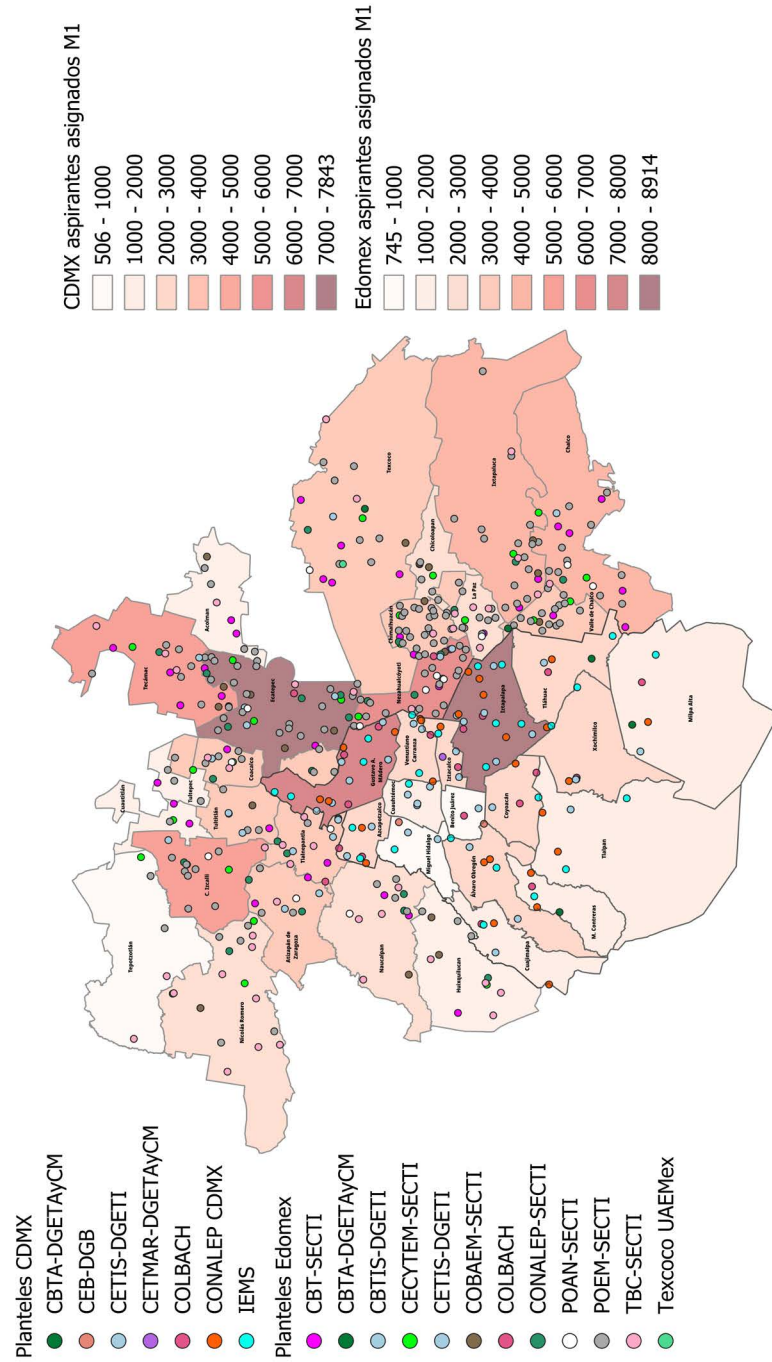 Planteles CDMX
CBTA-DGETAyCM
CEB-DGB
CETIS-DGETI
CETMAR-DGETAyCM
COLBACH
CONALEP CDMX
IEMS
Planteles Edomex
CBT-SECTI
CBTA-DGETAyCM
CBTIS-DGETI
CECYTEM-SECTI
CETIS-DGETI
COBAEM-SECTI
COLBACH
CONALEP-SECTI
POAN-SECTI
POEM-SECTI
TBC-SECTI
Texcoco UAEMex
Tepotzotlán
Cuautitlán
C. Izcalli
Tultepec
Tecámac
Acolman
Nicolás Romero
Tultitlán
Coacalco
Ecatepec
Atizapán de
Zaragoza
Tlalnepantla
Gustavo A.
Madero
Texcoco
Naucalpan
Azcapotzalco
Cuauhtémoc
Venustiano
Carranza
Nezahualcóyotl
Chimalhuacán
Chicoloapan
Miguel Hidalgo
Huixquilucan
Benito Juárez
Iztacalco
Iztapalapa
La Paz
Ixtapaluca
Álvaro Obregón
Coyoacán
Cuajimalpa
Tláhuac
Valle de Chalco
Chalco
M. Contreras
Tlalpan
Xochimilco
Milpa Alta
CDMX aspirantes asignados M1
506 - 1000
1000 - 2000
2000 - 3000
3000 - 4000
4000 - 5000
5000 - 6000
6000 - 7000
7000 - 7843
Edomex aspirantes asignados M1
745 - 1000
1000 - 2000
2000 - 3000
3000 - 4000
4000 - 5000
5000 - 6000
6000 - 7000
7000 - 8000
8000 - 8914